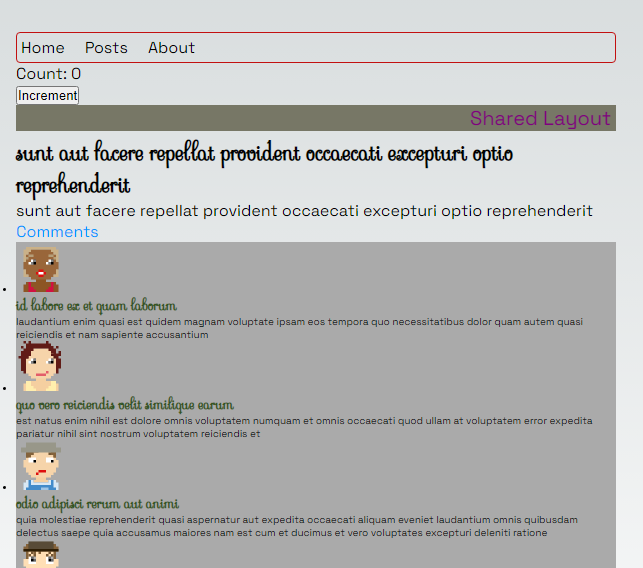 Home Posts About
Count: 0
Increment
Shared Layout
sunt aut facere repellat provident occaecati excepturi optio
reprehenderit
sunt aut facere repellat provident occaecati excepturi optio reprehenderit
Comments
id labore ex et quam laborum
laudantium enim quasi est quidem magnam voluptate ipsam eos tempora quo necessitatibus dolor quam autem quasi
reiciendis et nam sapiente accusantium
quo vero reiciendis velit similique earum
est natus enim nihil est dolore omnis voluptatem numquam et omnis occaecati quod ullam at voluptatem error expedita
pariatur nihil sint nostrum voluptatem reiciendis et
odio adipisci rerum aut animi
quia molestiae reprehenderit quasi aspernatur aut expedita occaecati aliquam eveniet laudantium omnis quibusdam
delectus saepe quia accusamus maiores nam est cum et ducimus et vero voluptates excepturi deleniti ratione